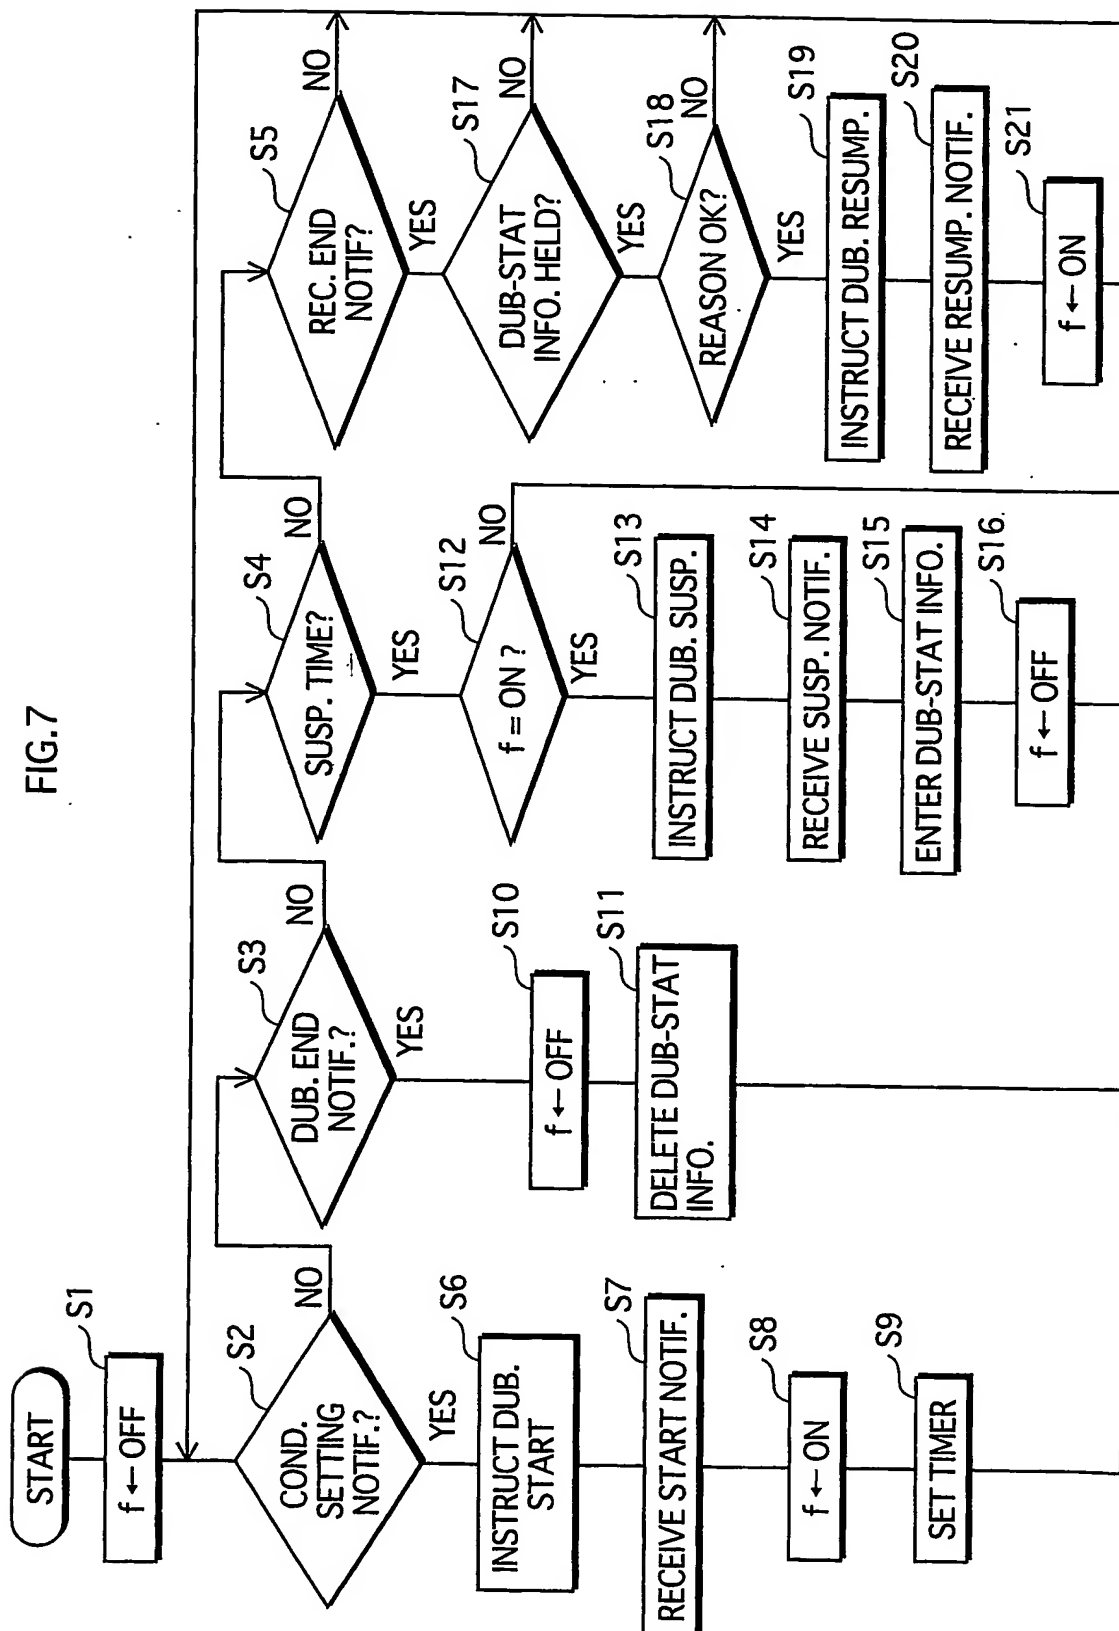 FIG.7
START
S1
f ← OFF
S2
COND.
SETTING
NOTIF.?
NO
YES
S6
INSTRUCT DUB.
START
S7
RECEIVE START NOTIF.
S8
f ← ON
S9
SET TIMER
S3
DUB. END
NOTIF.?
NO
YES
S10
f ← OFF
S11
DELETE DUB-STAT
INFO.
S4
SUSP. TIME?
NO
YES
S12
f = ON ?
NO
YES
S13
INSTRUCT DUB. SUSP.
S14
RECEIVE SUSP. NOTIF.
S15
ENTER DUB-STAT INFO.
S16
f ← OFF
S5
REC. END
NOTIF?
NO
YES
S17
DUB-STAT
INFO. HELD?
NO
YES
S18
REASON OK?
NO
YES
S19
INSTRUCT DUB. RESUMP.
S20
RECEIVE RESUMP. NOTIF.
S21
f ← ON